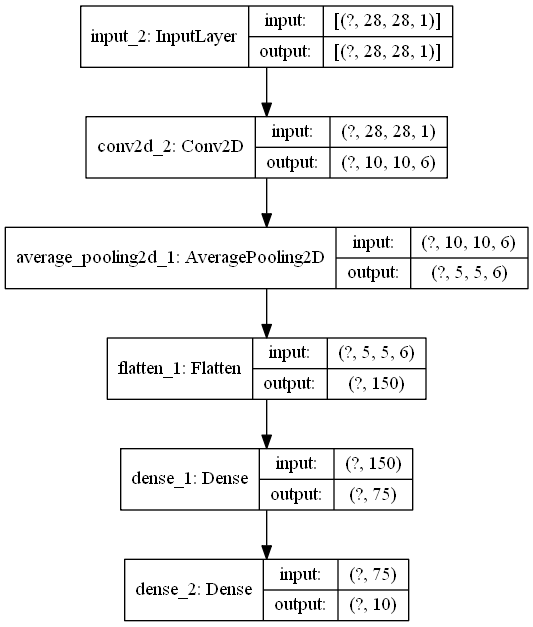 input_2: InputLayer
input: [(?, 28, 28, 1)]
output: [(?, 28, 28, 1)]
conv2d_2: Conv2D
input: (?, 28, 28, 1)
output: (?, 10, 10, 6)
average_pooling2d_1: AveragePooling2D
input: (?, 10, 10, 6)
output: (?, 5, 5, 6)
flatten_1: Flatten
input: (?, 5, 5, 6)
output: (?, 150)
dense_1: Dense
input: (?, 150)
output: (?, 75)
dense_2: Dense
input: (?, 75)
output: (?, 10)